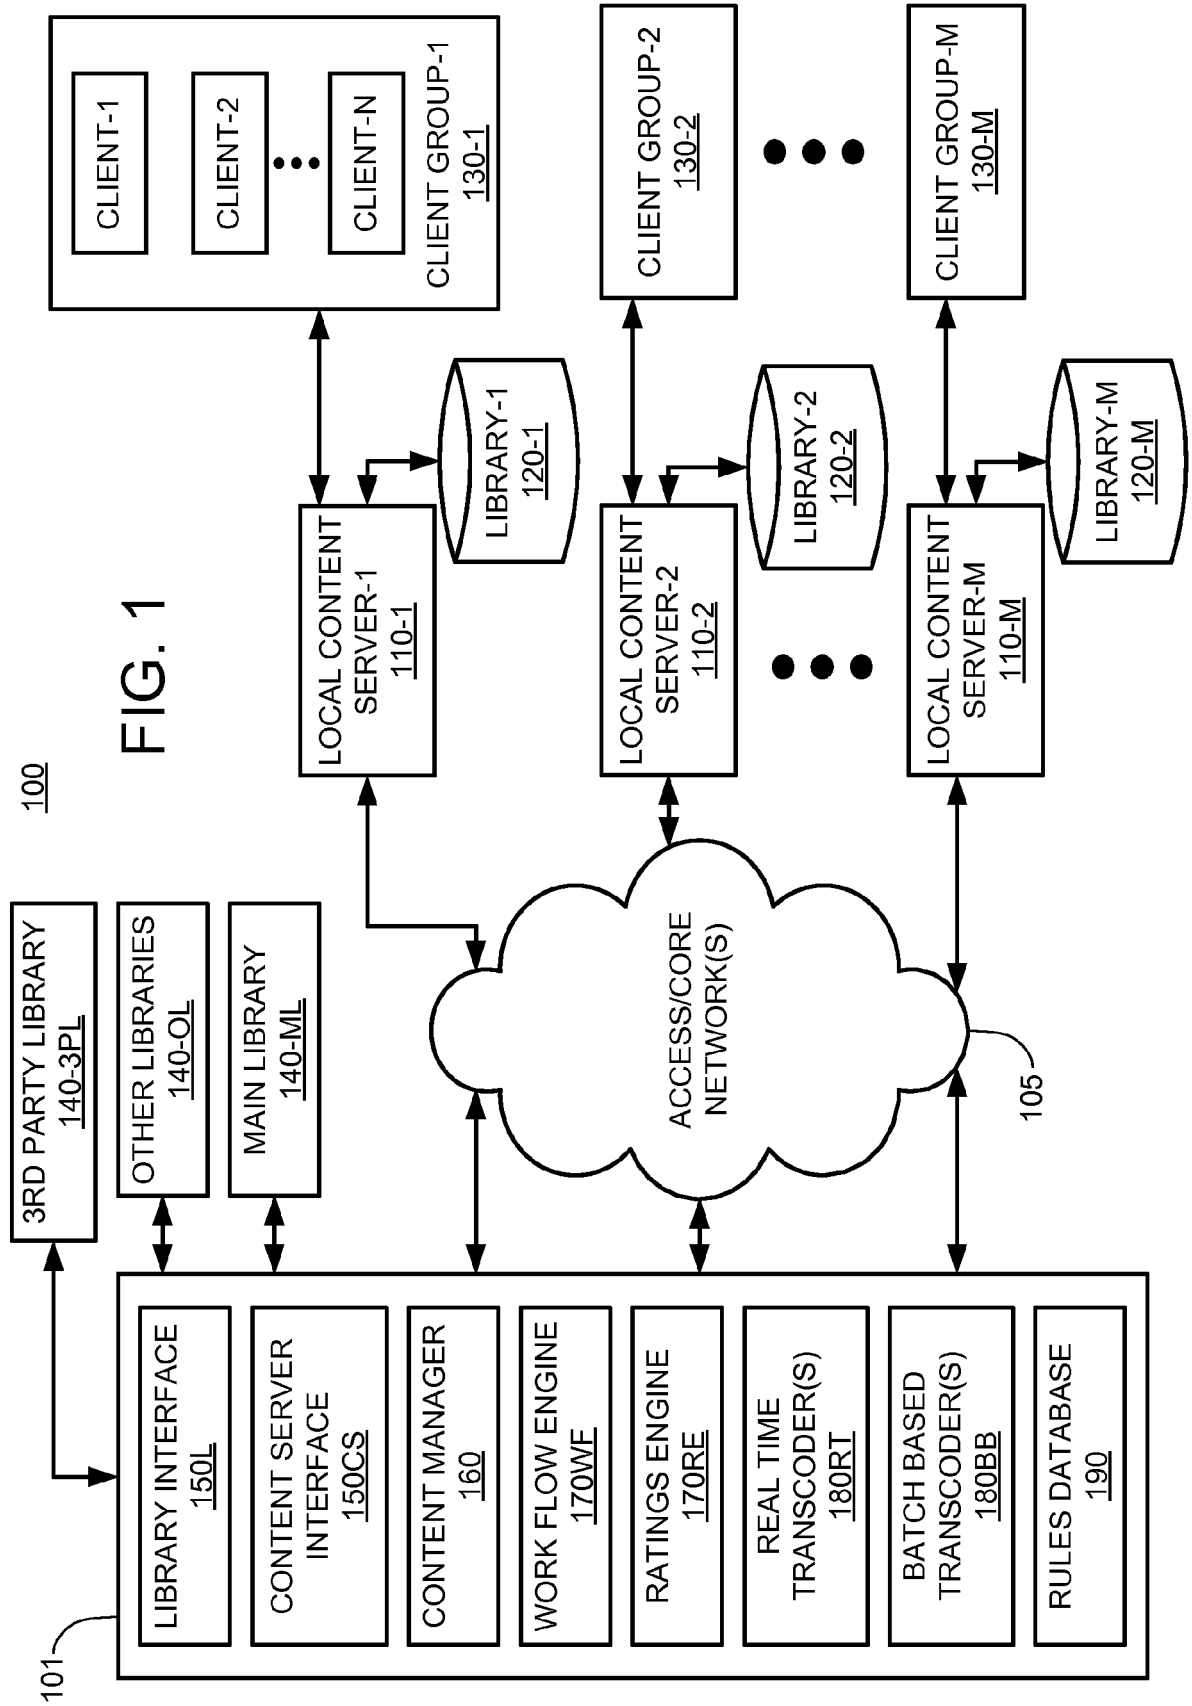 100
FIG. 1
3RD PARTY LIBRARY
140-3PL
OTHER LIBRARIES
140-OL
MAIN LIBRARY
140-ML
101
LIBRARY INTERFACE
150L
CONTENT SERVER
INTERFACE
150CS
CONTENT MANAGER
160
WORK FLOW ENGINE
170WF
RATINGS ENGINE
170RE
REAL TIME
TRANSCODER(S)
180RT
BATCH BASED
TRANSCODER(S)
180BB
RULES DATABASE
190
ACCESS/CORE
NETWORK(S)
105
LOCAL CONTENT
SERVER-1
110-1
LIBRARY-1
120-1
CLIENT-1
CLIENT-2
CLIENT-N
CLIENT GROUP-1
130-1
LOCAL CONTENT
SERVER-2
110-2
LIBRARY-2
120-2
CLIENT GROUP-2
130-2
LOCAL CONTENT
SERVER-M
110-M
LIBRARY-M
120-M
CLIENT GROUP-M
130-M